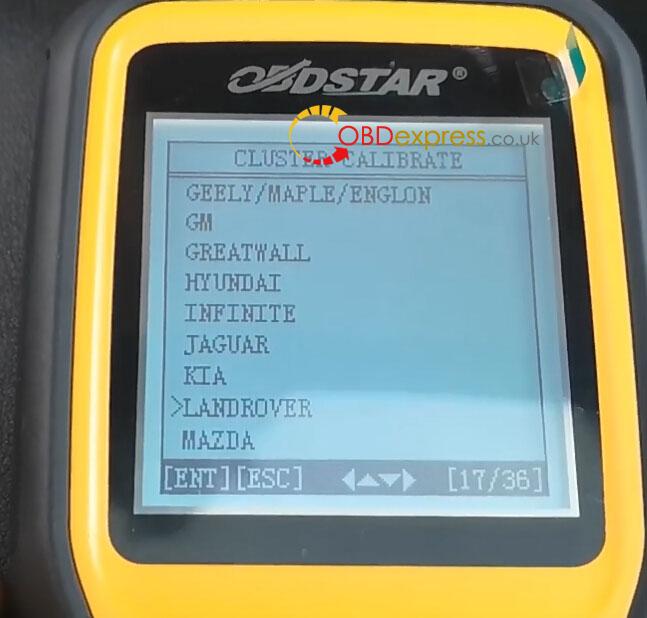 OBDSTAR®
OBDexpress.co.uk
CLUSTER CALIBRATE
GEELY/MAPLE/ENGLON
GM
GREATWALL
HYUNDAI
INFINITE
JAGUAR
KIA
>LANDROVER
MAZDA
[ENT][ESC] ◀▲▼▶ [17/36]